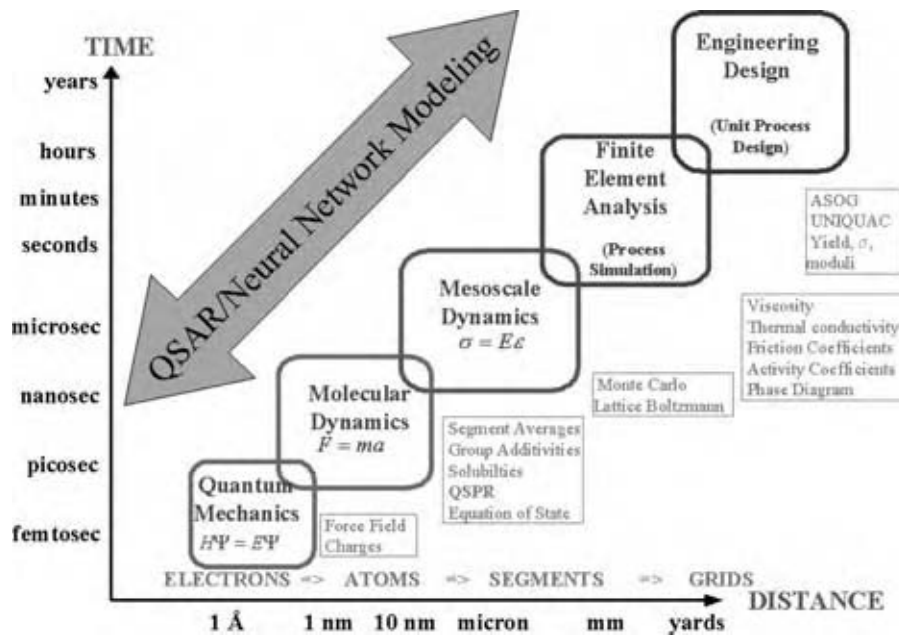 TIME
years
hours
minutes
seconds
microsec
nanosec
picosec
femtosec
QSAR/Neural Network Modeling
Engineering
Design
(Unit Process
Design)
Finite
Element
Analysis
(Process
Simulation)
Mesoscale
Dynamics
σ = Eε
Molecular
Dynamics
F = ma
Quantum
Mechanics
HΨ = EΨ
ASOG
UNIQUAC
Yield, σ,
moduli
Viscosity
Thermal conductivity
Friction Coefficients
Activity Coefficients
Phase Diagram
Monte Carlo
Lattice Boltzmann
Segment Averages
Group Additivities
Solubilties
QSPR
Equation of State
Force Field
Charges
ELECTRONS <=> ATOMS <=> SEGMENTS => GRIDS
DISTANCE
1 Å 1 nm 10 nm micron mm yards